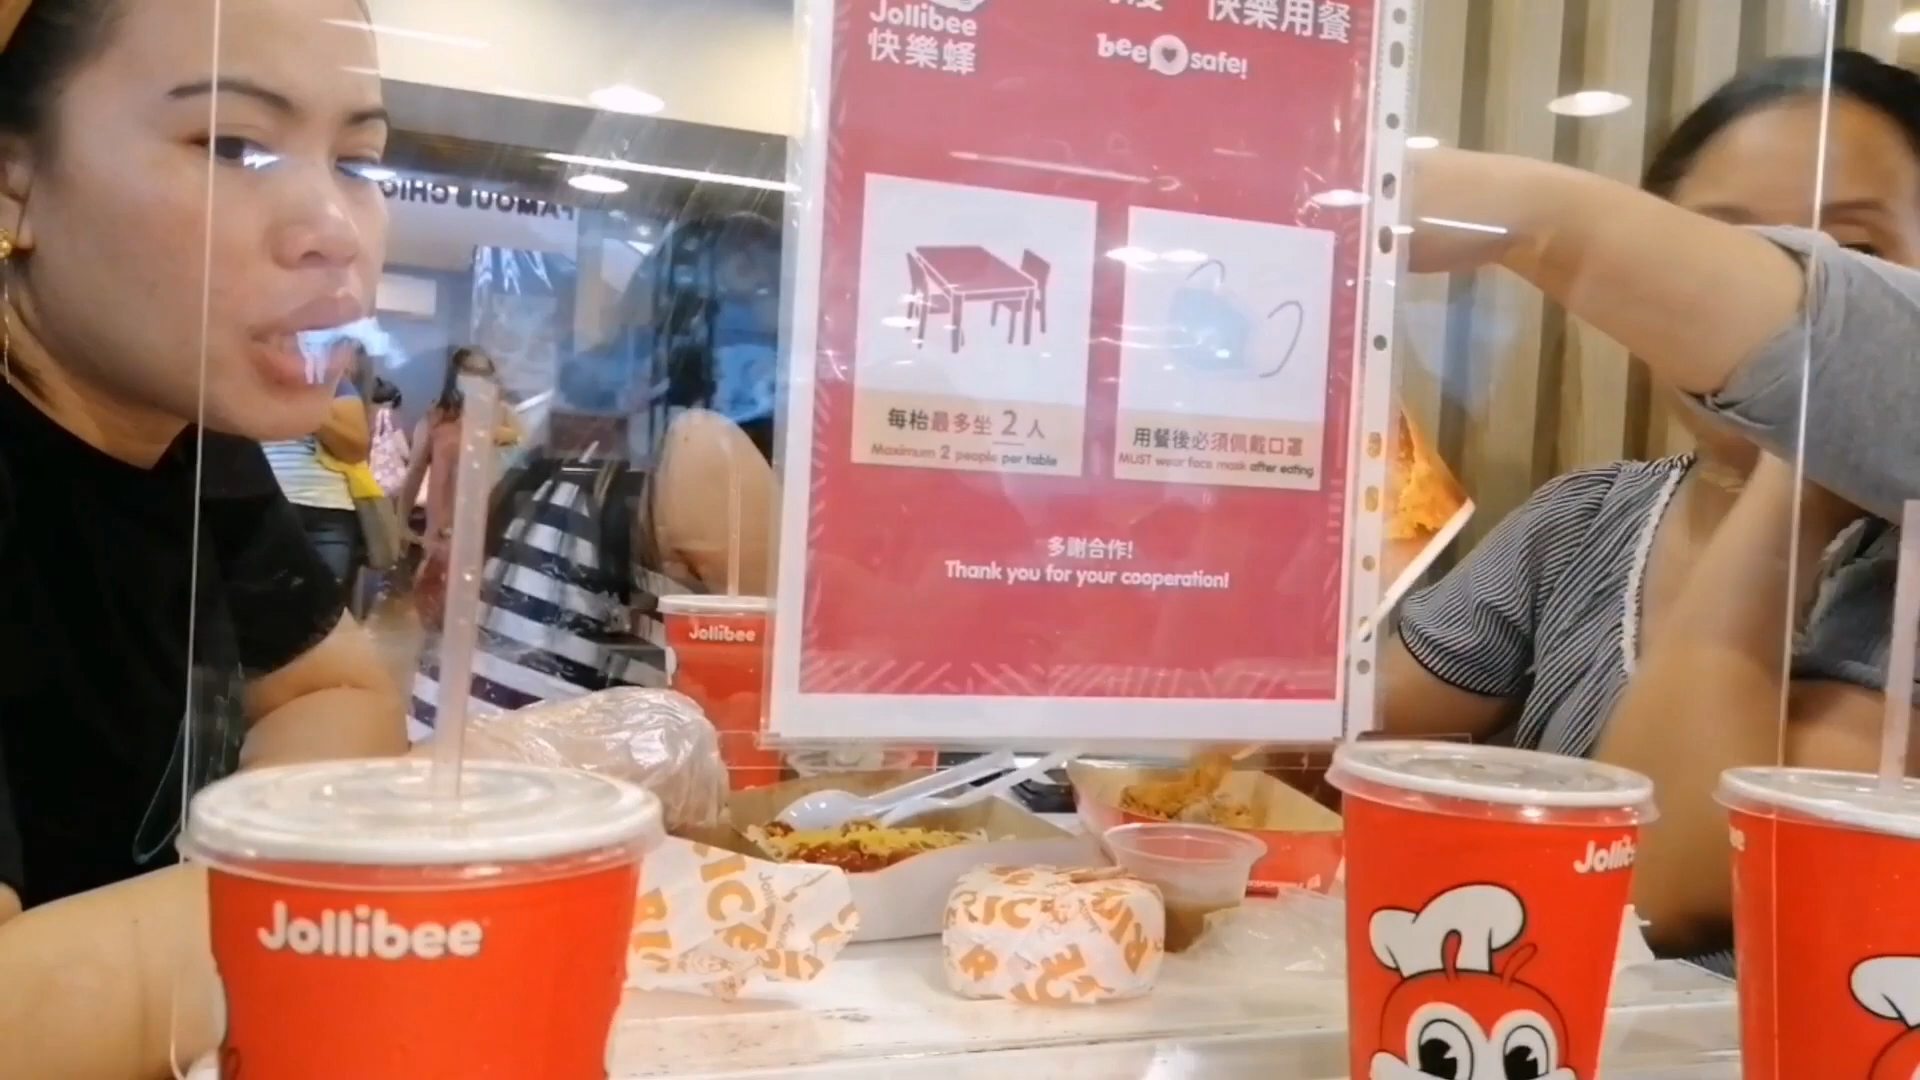 Jollibee
快樂蜂
快樂用餐
bee safe!
每枱最多坐 2 人
Maximum 2 people per table
用餐後必須佩戴口罩
MUST wear face mask after eating
多謝合作!
Thank you for your cooperation!
Jollibee
Jollibee
RICE